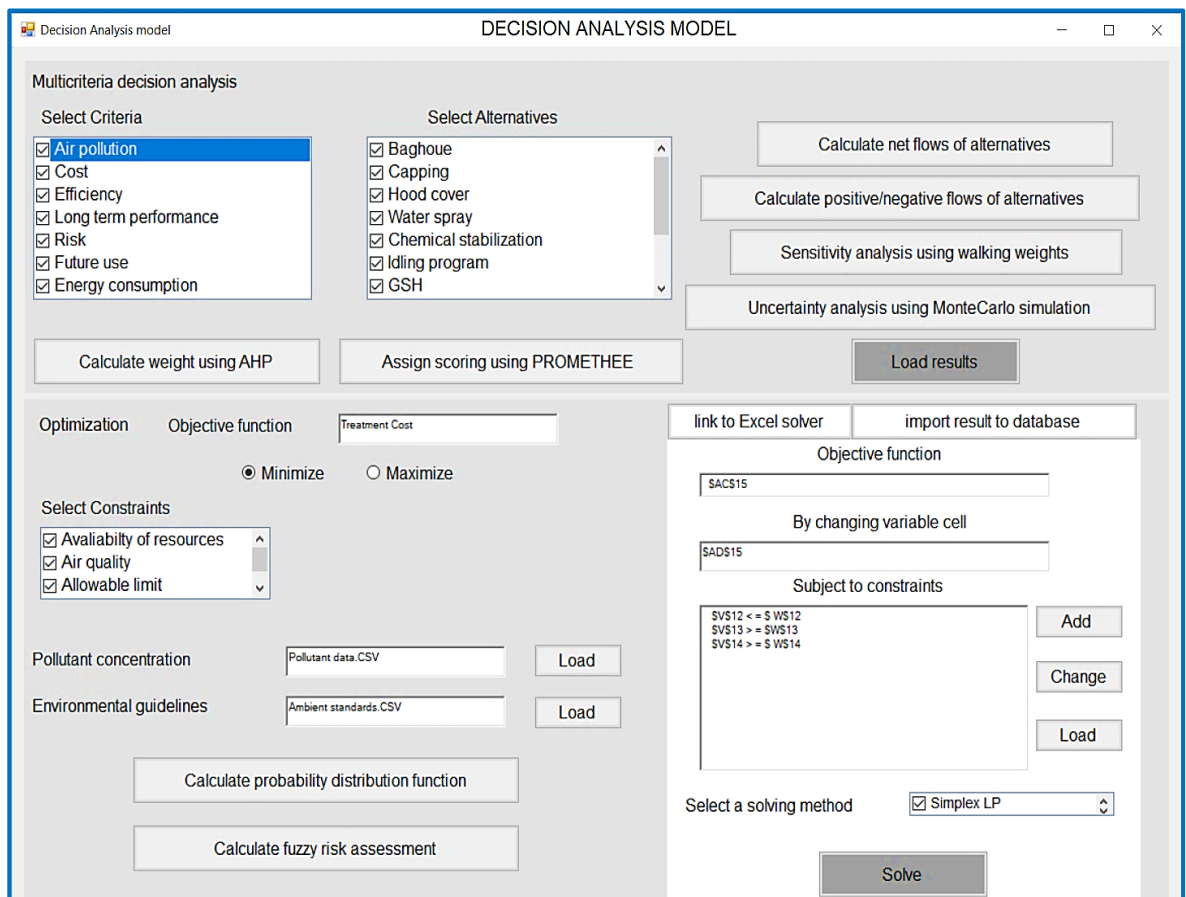 Decision Analysis model
DECISION ANALYSIS MODEL
Multicriteria decision analysis
Select Criteria
Air pollution
Cost
Efficiency
Long term performance
Risk
Future use
Energy consumption
Select Alternatives
Baghoue
Capping
Hood cover
Water spray
Chemical stabilization
Idling program
GSH
Calculate net flows of alternatives
Calculate positive/negative flows of alternatives
Sensitivity analysis using walking weights
Uncertainty analysis using MonteCarlo simulation
Calculate weight using AHP
Assign scoring using PROMETHEE
Load results
Optimization
Objective function
Treatment Cost
Minimize
Maximize
Select Constraints
Avaliabilty of resources
Air quality
Allowable limit
Pollutant concentration
Pollutant data.CSV
Load
Environmental guidelines
Ambient standards.CSV
Load
Calculate probability distribution function
Calculate fuzzy risk assessment
link to Excel solver
import result to database
Objective function
$AC$15
By changing variable cell
$AD$15
Subject to constraints
$V$12 < = $ W$12
$V$13 > = $W$13
$V$14 > = $ W$14
Add
Change
Load
Select a solving method
Simplex LP
Solve